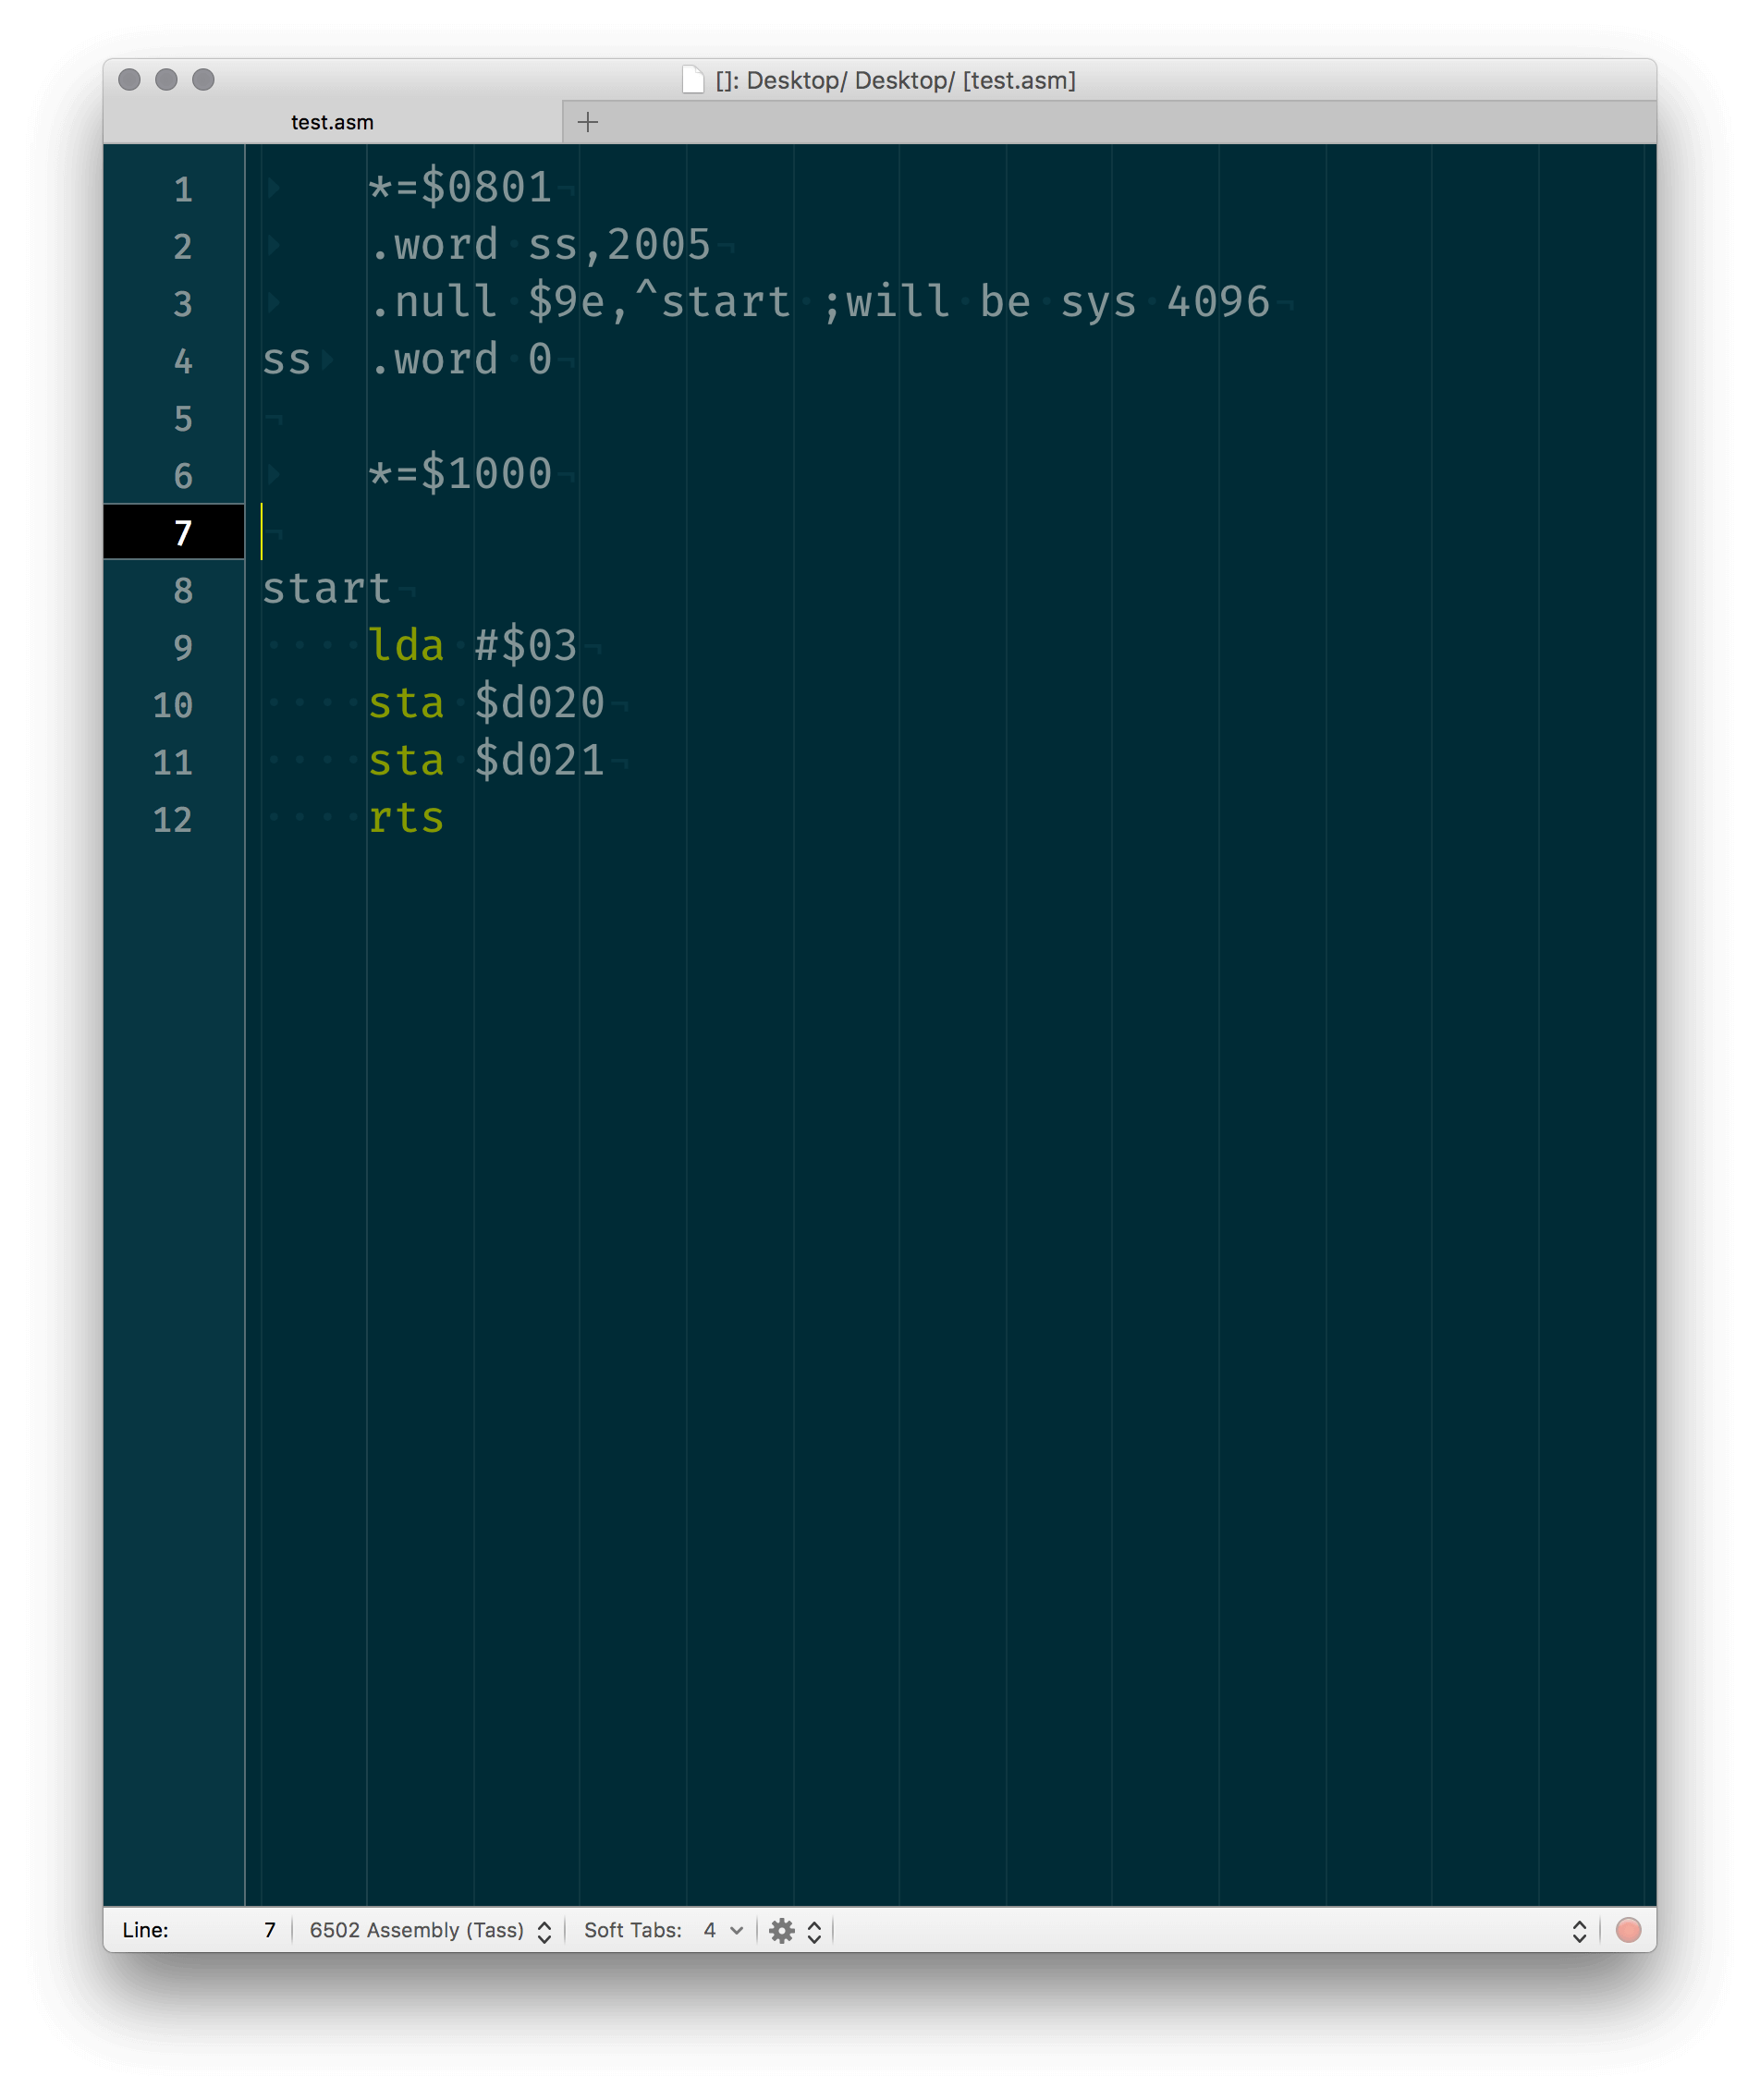 []: Desktop/ Desktop/ [test.asm]
test.asm
1 *=$0801
2 .word ss,2005
3 .null $9e,^start ;will be sys 4096
4 ss .word 0
5
6 *=$1000
7
8 start
9 lda #$03
10 sta $d020
11 sta $d021
12 rts
Line: 7 6502 Assembly (Tass) Soft Tabs: 4